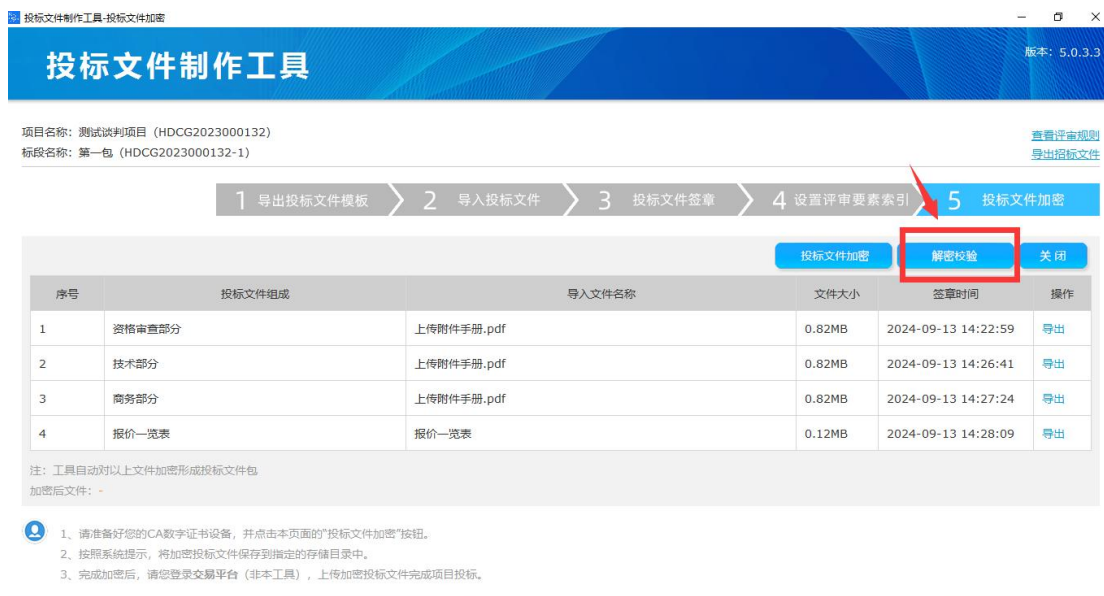 投标文件制作工具-投标文件加密
投标文件制作工具
版本：5.0.3.3
项目名称：测试谈判项目（HDCG2023000132）
查看评审规则
标段名称：第一包（HDCG2023000132-1）
导出招标文件
1 导出投标文件模板 2 导入投标文件 3 投标文件签章 4 设置评审要素索引 5 投标文件加密
投标文件加密 解密校验 关闭
序号 投标文件组成 导入文件名称 文件大小 签章时间 操作
1 资格审查部分 上传附件手册.pdf 0.82MB 2024-09-13 14:22:59 导出
2 技术部分 上传附件手册.pdf 0.82MB 2024-09-13 14:26:41 导出
3 商务部分 上传附件手册.pdf 0.82MB 2024-09-13 14:27:24 导出
4 报价一览表 报价一览表 0.12MB 2024-09-13 14:28:09 导出
注：工具自动对以上文件加密形成投标文件包
加密后文件：-
1、请准备好您的CA数字证书设备，并点击本页面的“投标文件加密”按钮。
2、按照系统提示，将加密投标文件保存到指定的存储目录中。
3、完成加密后，请您登录交易平台（非本工具），上传加密投标文件完成项目投标。